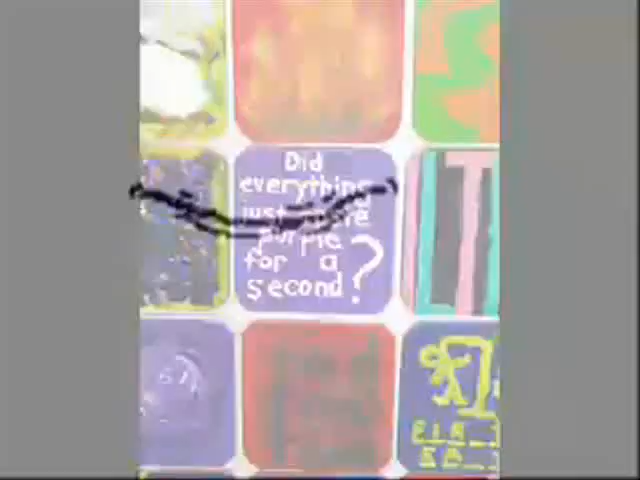 Did
everything
just
purple
for a
second?